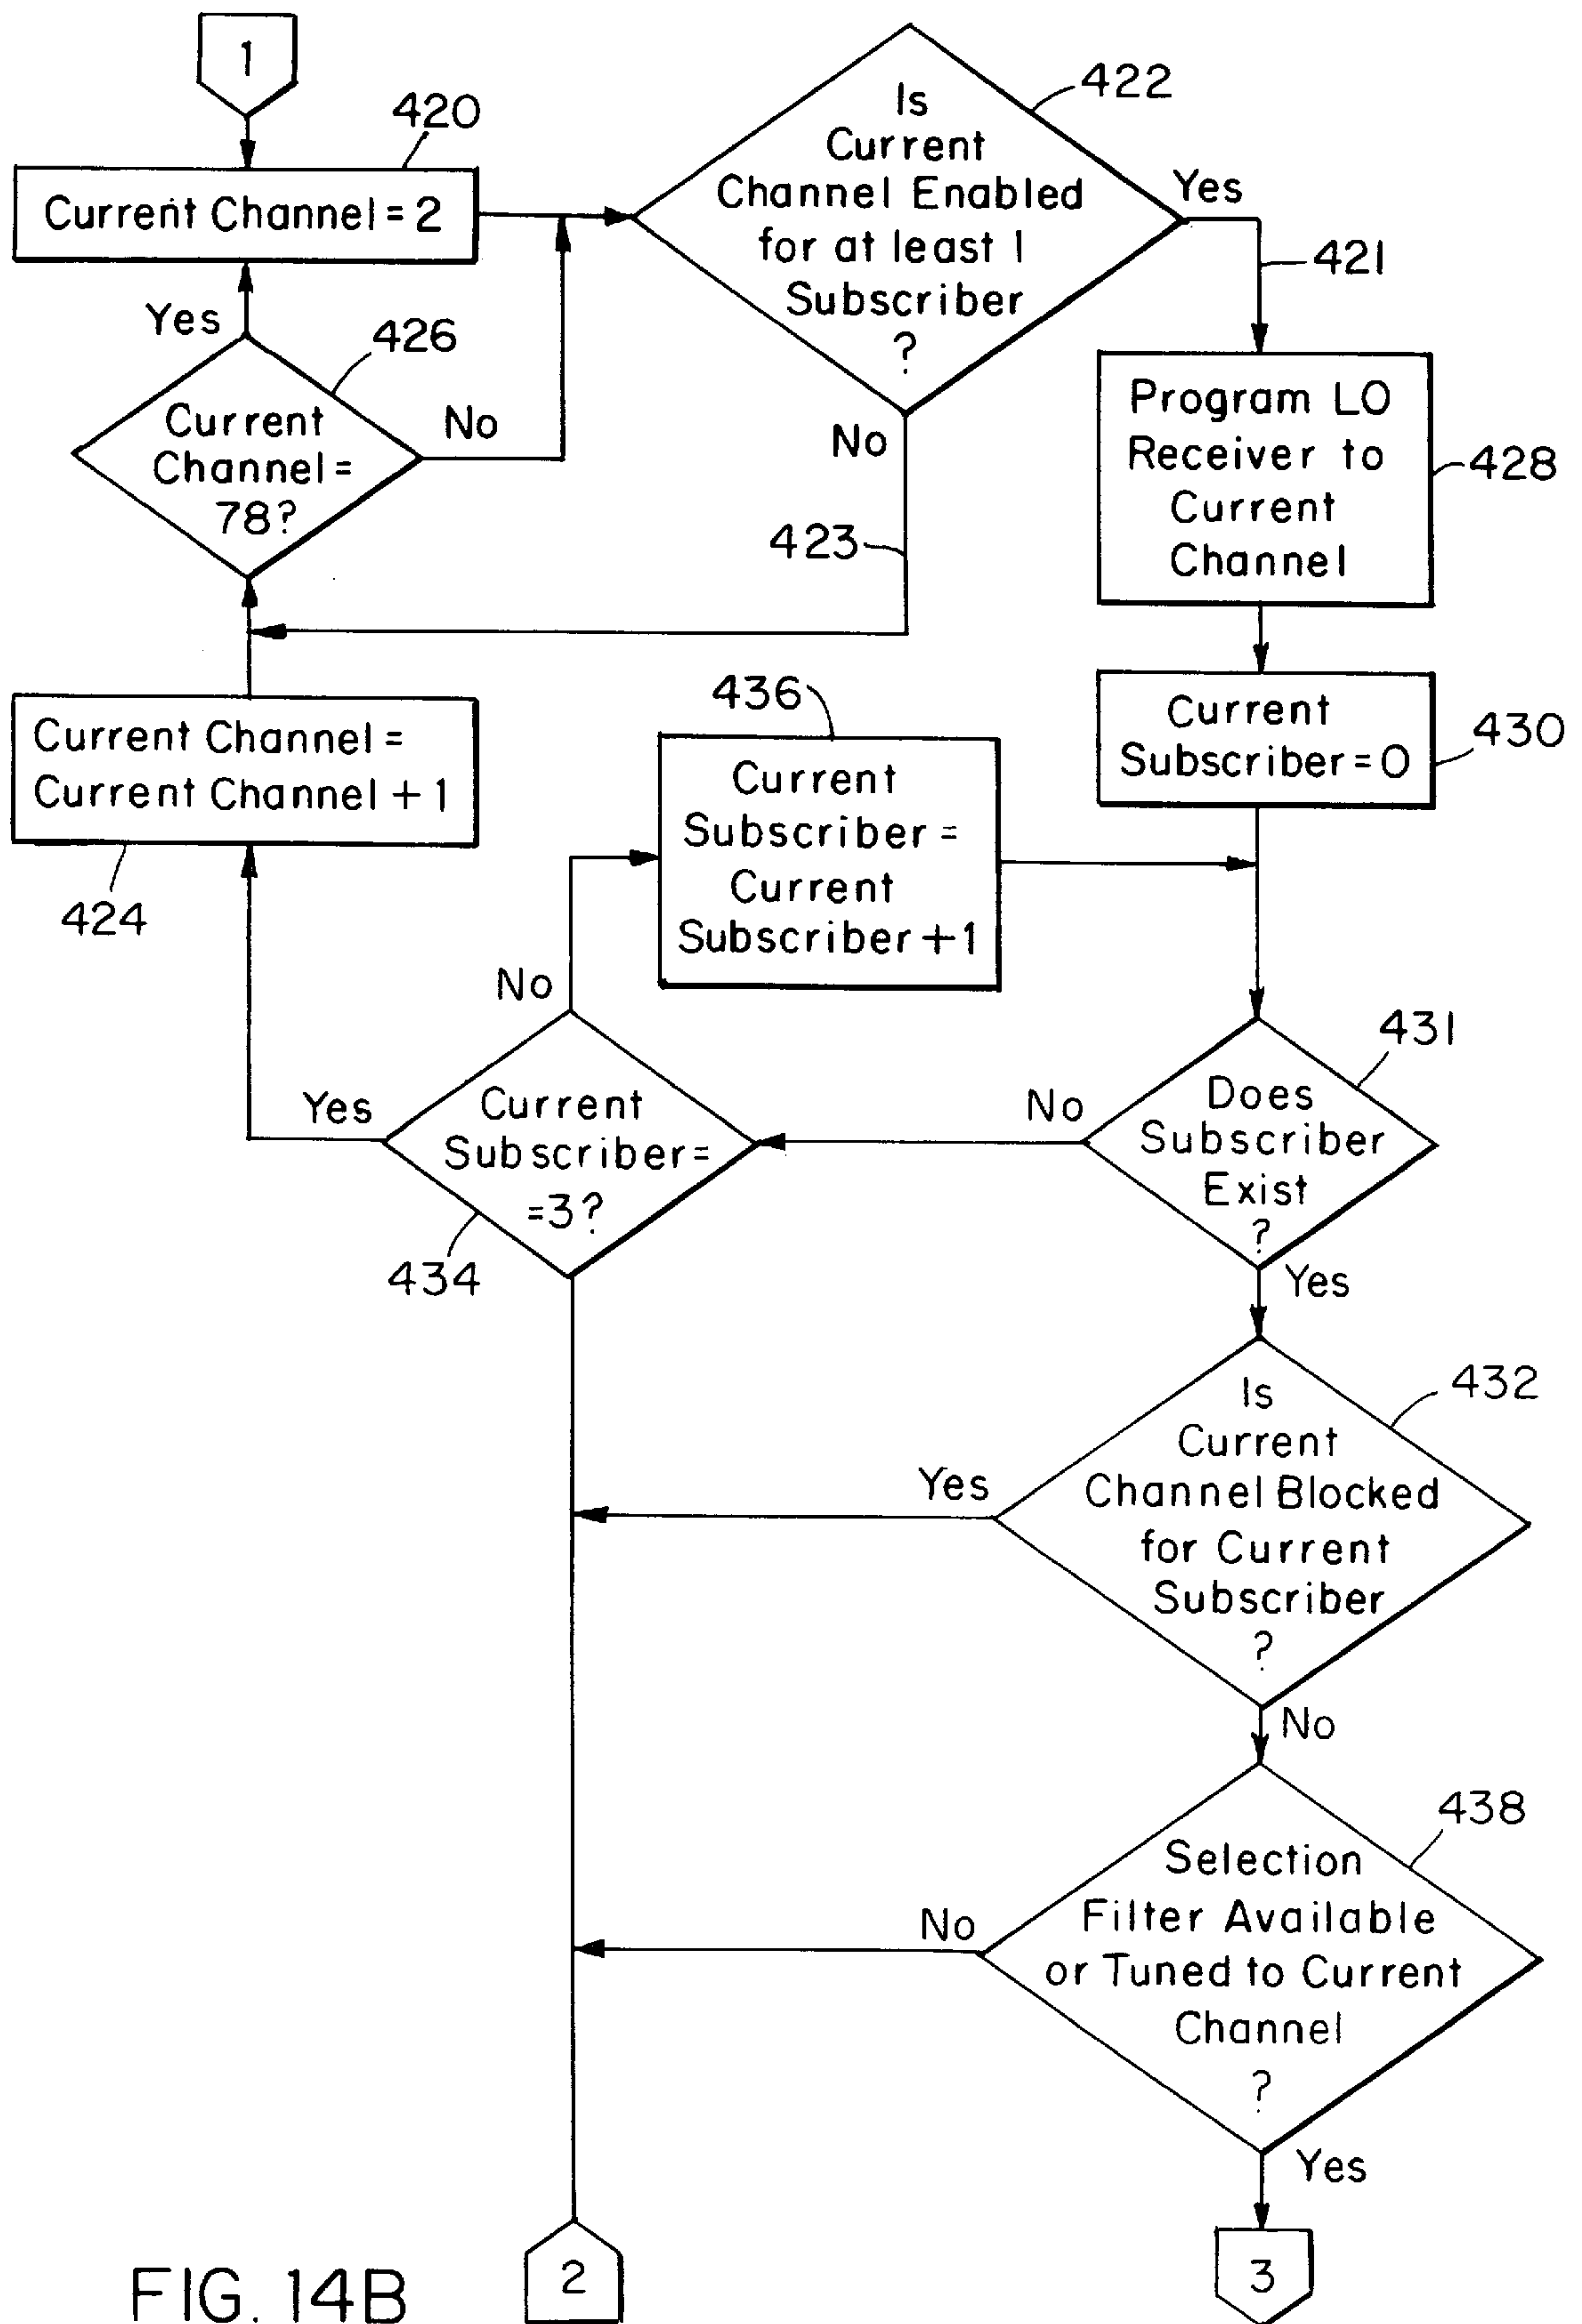 1
420
Current Channel = 2
Is
Current
Channel Enabled
for at least 1
Subscriber
?
422
Yes
421
No
423
Yes
426
Current
Channel =
78?
No
Program LO
Receiver to
Current
Channel
428
Current
Subscriber = 0
430
Current Channel =
Current Channel + 1
424
436
Current
Subscriber =
Current
Subscriber +1
No
Yes
Current
Subscriber =
=3?
434
No
431
Does
Subscriber
Exist
?
Yes
432
Is
Current
Channel Blocked
for Current
Subscriber
?
Yes
No
438
Selection
Filter Available
or Tuned to Current
Channel
?
No
Yes
2
3
FIG. 14B